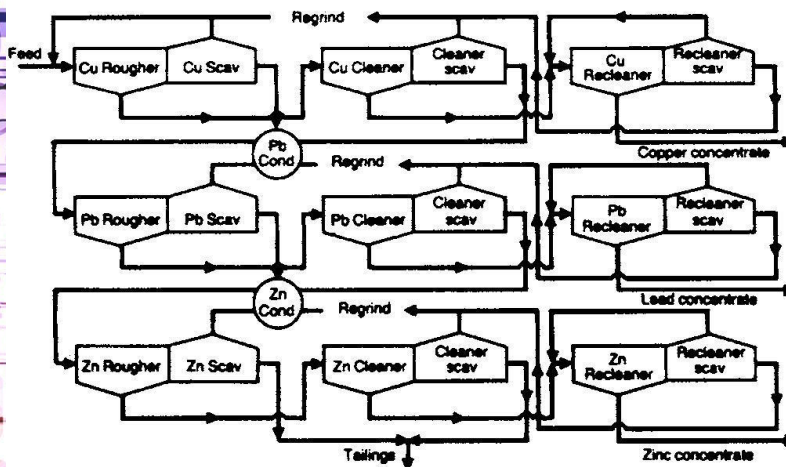 Regrind
Feed
Cu Rougher
Cu Scav
Cu Cleaner
Cleaner
scav
Cu
Recleaner
Recleaner
scav
Pb
Cond
Regrind
Copper concentrate
Pb Rougher
Pb Scav
Pb Cleaner
Cleaner
scav
Pb
Recleaner
Recleaner
scav
Zn
Cond
Regrind
Lead concentrate
Zn Rougher
Zn Scav
Zn Cleaner
Cleaner
scav
Zn
Recleaner
Recleaner
scav
Tailings
Zinc concentrate